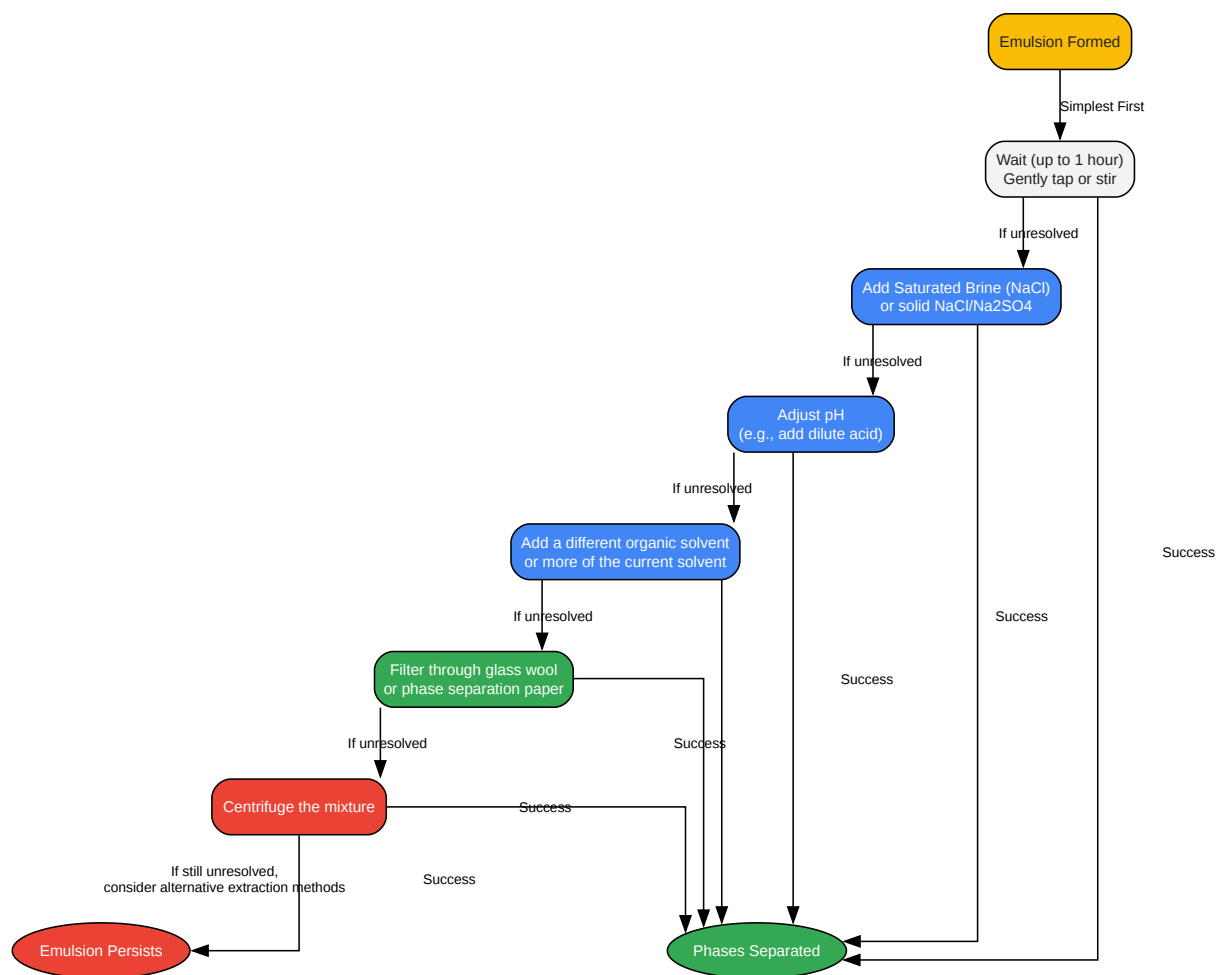 Emulsion Formed
Simplest First
Wait (up to 1 hour)
Gently tap or stir
If unresolved
Add Saturated Brine (NaCl)
or solid NaCl/Na2SO4
If unresolved
Adjust pH
(e.g., add dilute acid)
If unresolved
Add a different organic solvent
or more of the current solvent
Success
If unresolved
Success
Filter through glass wool
or phase separation paper
Success
If unresolved
Success
Centrifuge the mixture
Success
If still unresolved,
consider alternative extraction methods
Success
Emulsion Persists
Phases Separated